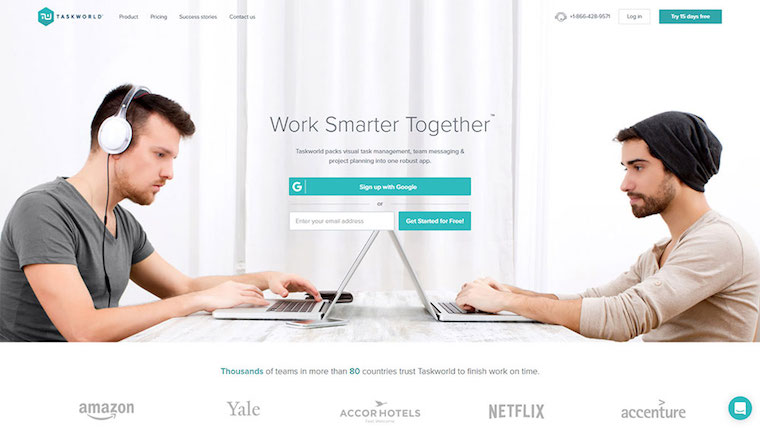 TASKWORLD
Product Pricing Success stories Contact us
+1-866-428-9571
Log in
Try 15 days free
Work Smarter Together™
Taskworld packs visual task management, team messaging &
project planning into one robust app.
G Sign up with Google
or
Enter your email address
Get Started for Free!
Thousands of teams in more than 80 countries trust Taskworld to finish work on time.
amazon
Yale
ACCOR HOTELS
NETFLIX
accenture